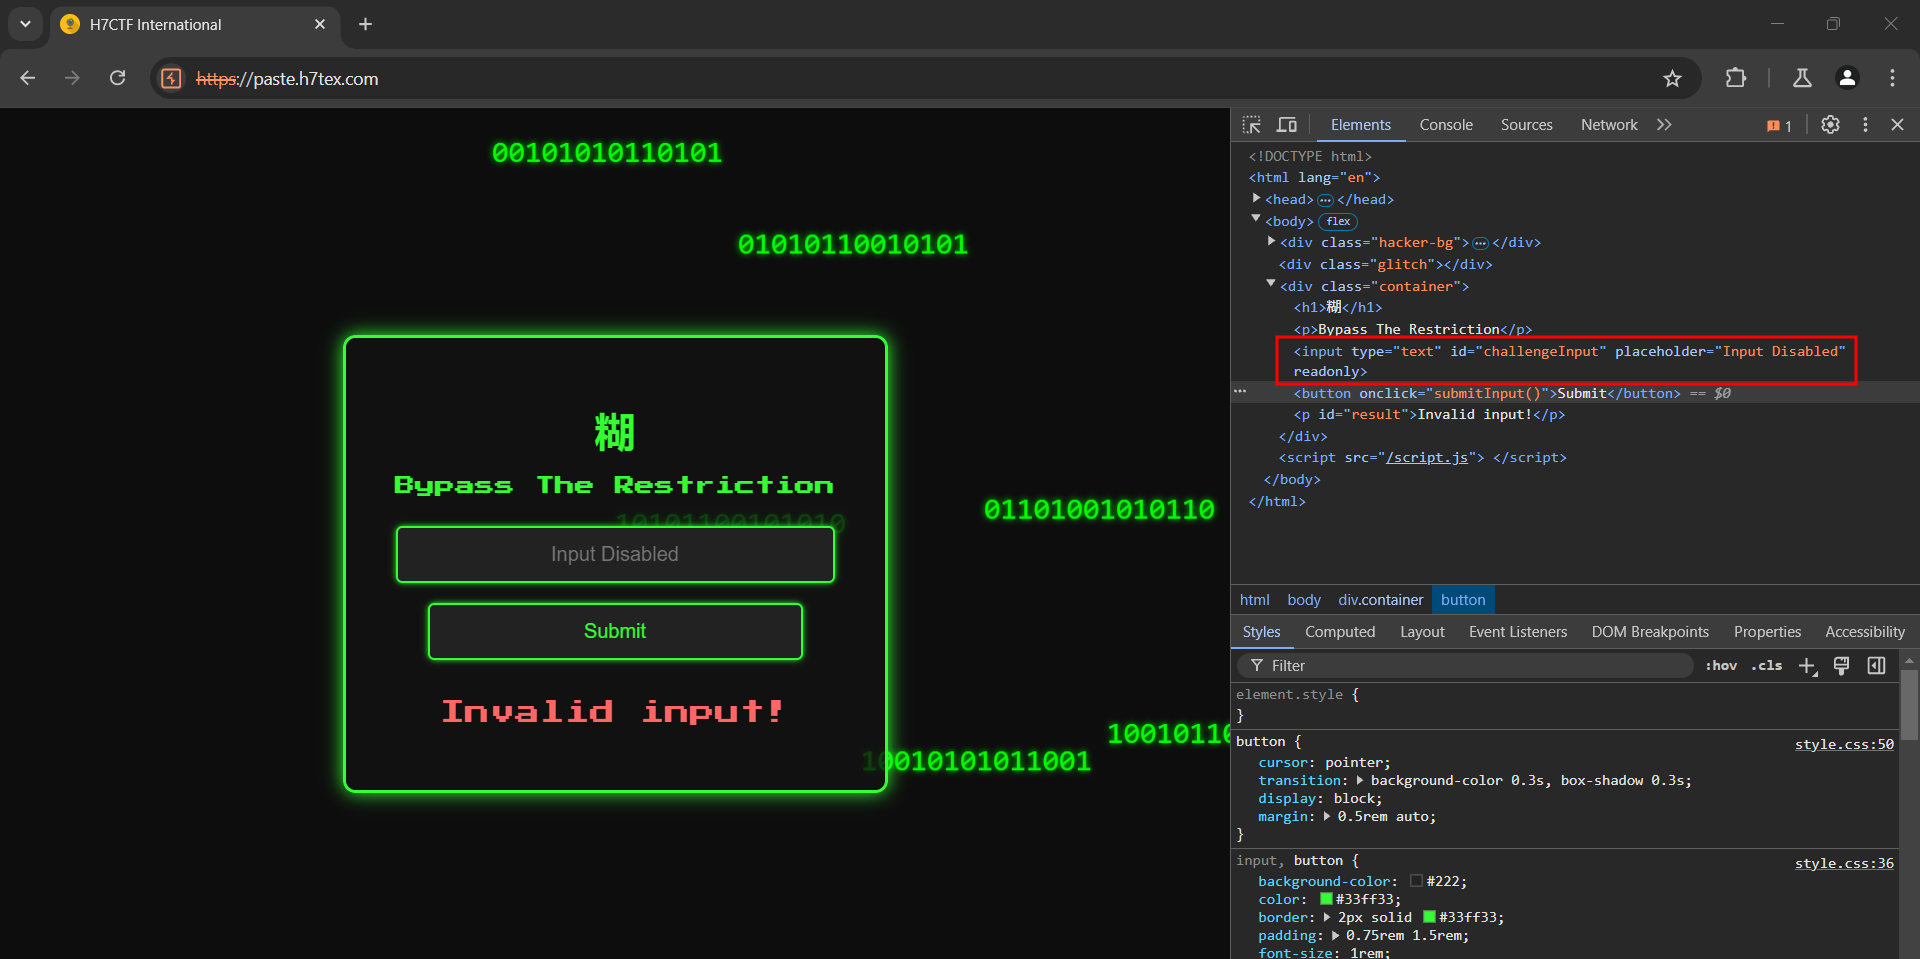 H7CTF International
https://paste.h7tex.com
00101010110101
01010110010101
糊
Bypass The Restriction
10101100101010
Input Disabled
Submit
Invalid input!
01101001010110
10010110
10010101011001
Elements Console Sources Network 1
<!DOCTYPE html>
<html lang="en">
<head> ••• </head>
<body> flex
<div class="hacker-bg"> ••• </div>
<div class="glitch"></div>
<div class="container">
<h1>糊</h1>
<p>Bypass The Restriction</p>
<input type="text" id="challengeInput" placeholder="Input Disabled"
readonly>
<button onclick="submitInput()">Submit</button> == $0
<p id="result">Invalid input!</p>
</div>
<script src="/script.js"> </script>
</body>
</html>
html body div.container button
Styles Computed Layout Event Listeners DOM Breakpoints Properties Accessibility
Filter :hov .cls
element.style {
}
button { style.css:50
cursor: pointer;
transition: background-color 0.3s, box-shadow 0.3s;
display: block;
margin: 0.5rem auto;
}
input, button { style.css:36
background-color: #222;
color: #33ff33;
border: 2px solid #33ff33;
padding: 0.75rem 1.5rem;
font-size: 1rem;